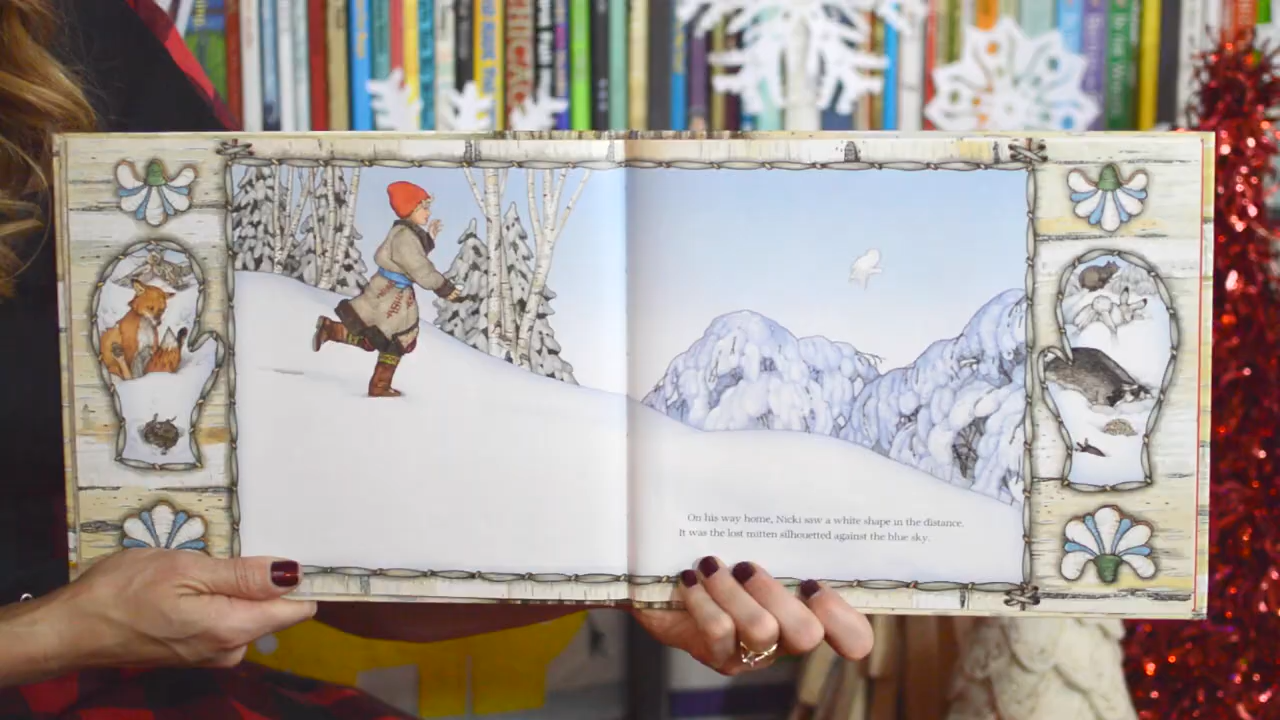 On his way home, Nicki saw a white shape in the distance.
It was the lost mitten silhouetted against the blue sky.